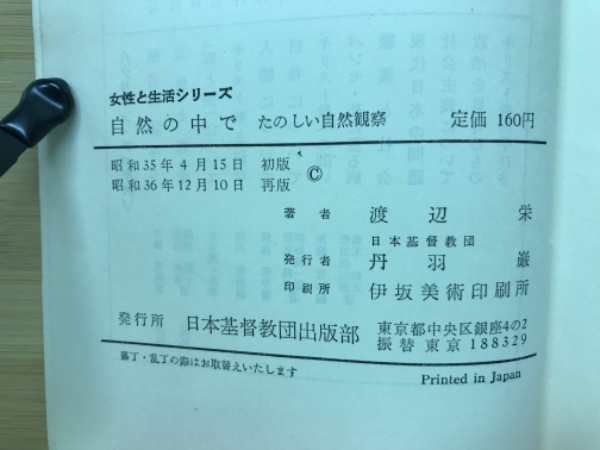 女性と生活シリーズ
自然の中で たのしい自然観察 定価 160円
昭和35年4月15日 初版
昭和36年12月10日 再版
©
著者 渡辺栄
日本基督教団
発行者 丹羽巖
印刷所 伊坂美術印刷所
発行所 日本基督教団出版部 東京都中央区銀座4の2
振替 東京 188329
落丁・乱丁の際はお取替えいたします
Printed in Japan